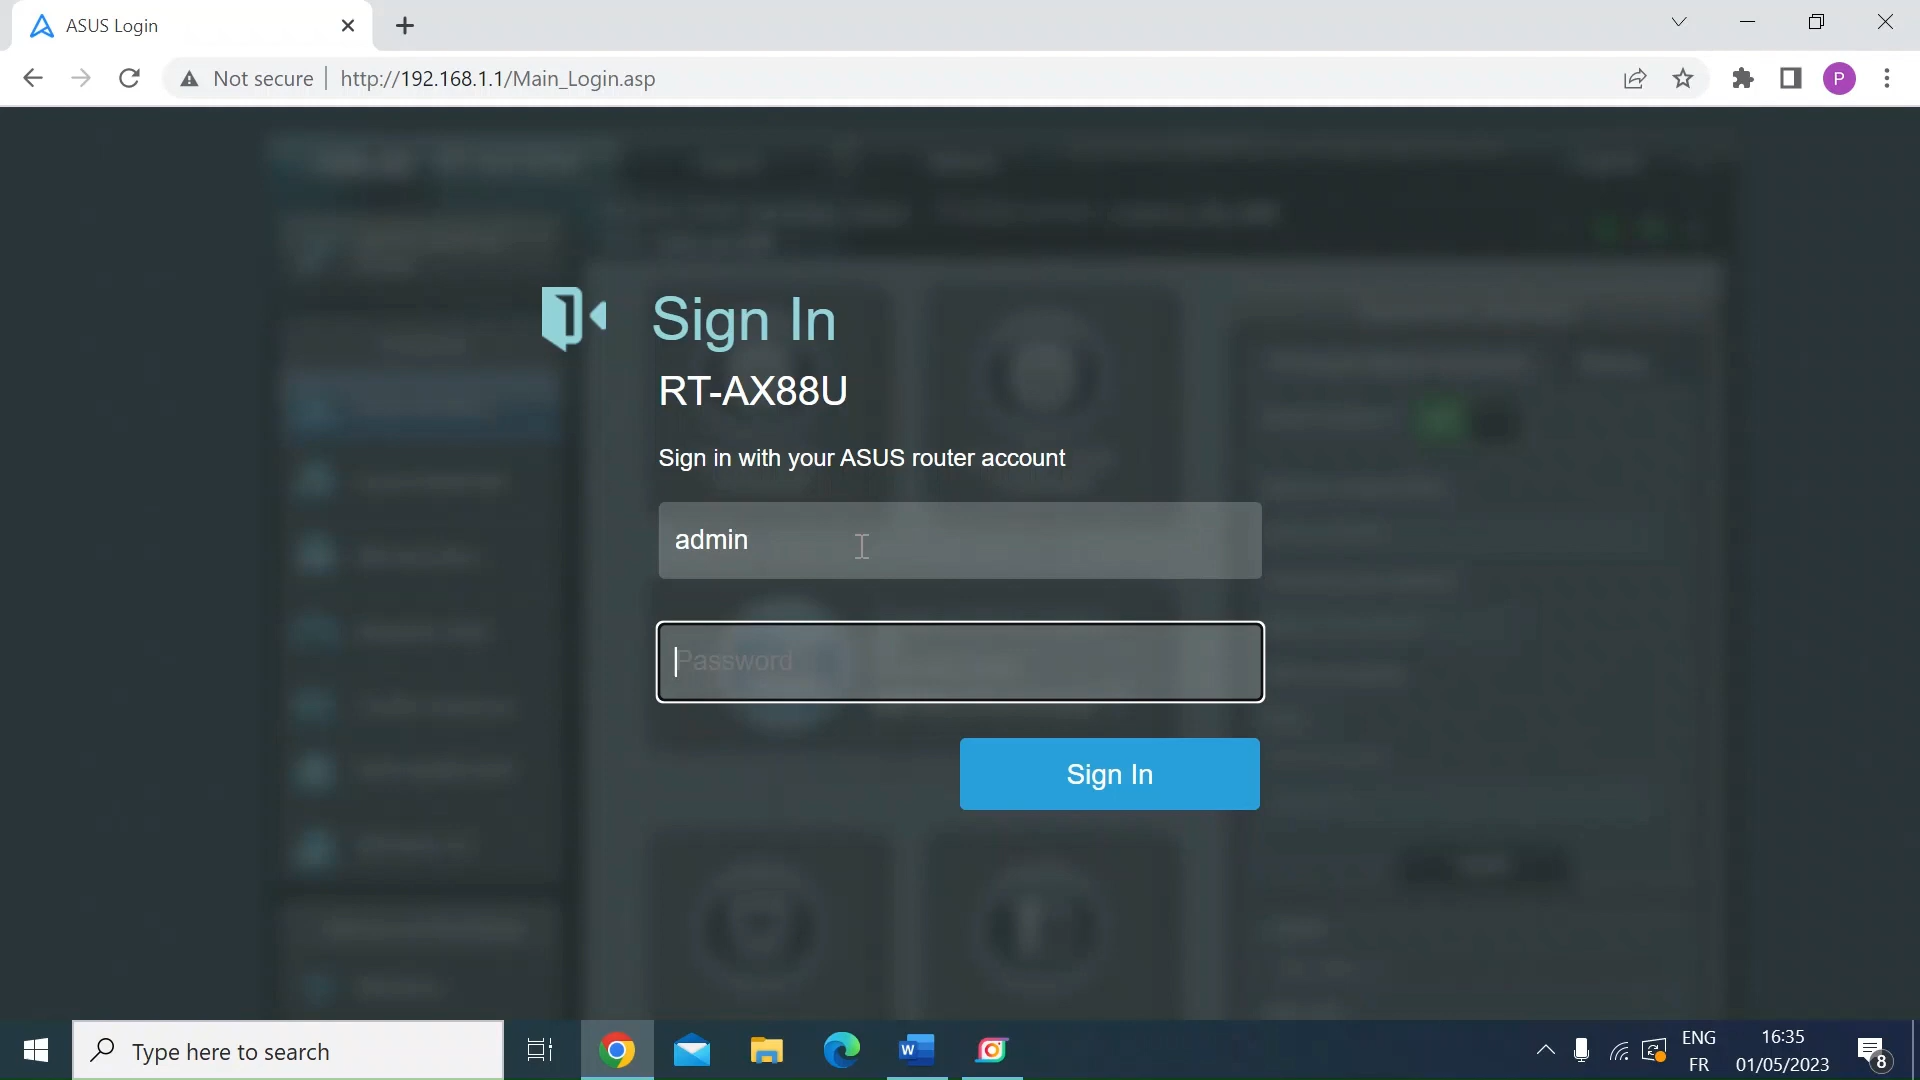 ASUS Login
Not secure
http://192.168.1.1/Main_Login.asp
P
Sign In
RT-AX88U
Sign in with your ASUS router account
admin
Password
Sign In
Type here to search
W
ENG
FR
16:35
01/05/2023
8